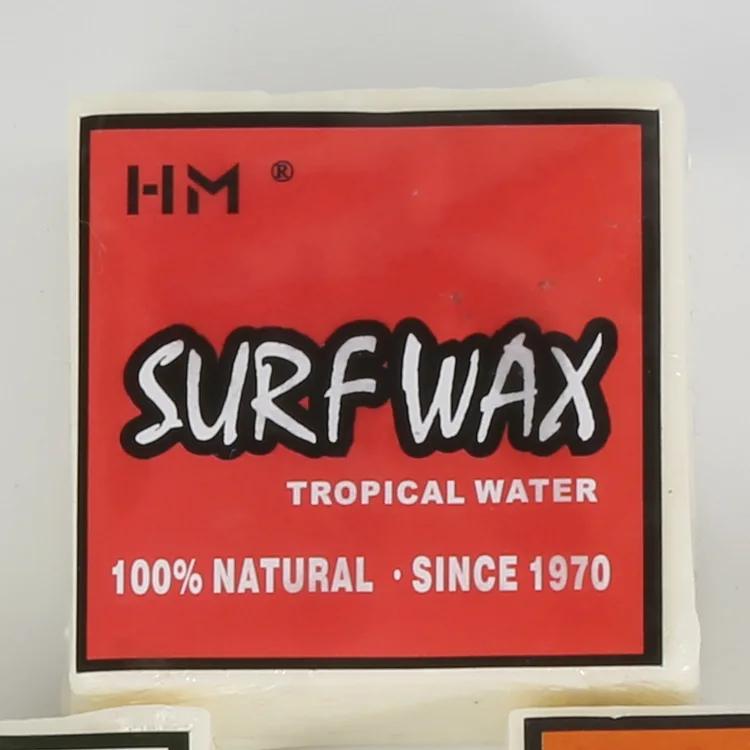 HM ®
SURF WAX
TROPICAL WATER
100% NATURAL · SINCE 1970